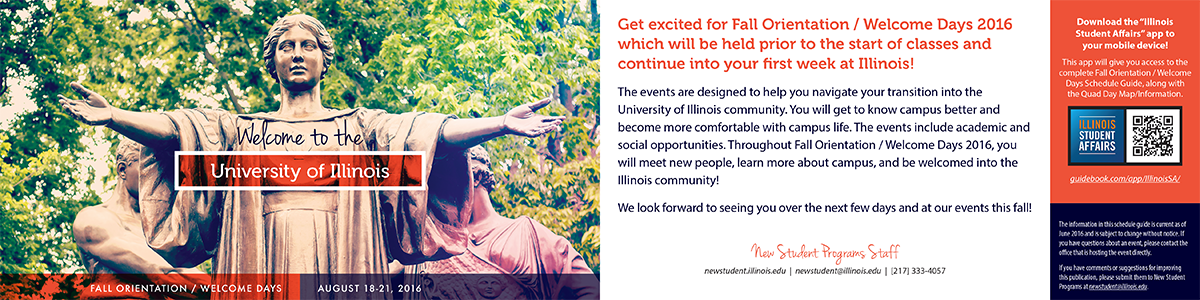 Welcome to the
University of Illinois
FALL ORIENTATION / WELCOME DAYS
AUGUST 18-21, 2016
Get excited for Fall Orientation / Welcome Days 2016
which will be held prior to the start of classes and
continue into your first week at Illinois!
The events are designed to help you navigate your transition into the
University of Illinois community. You will get to know campus better and
become more comfortable with campus life. The events include academic and
social opportunities. Throughout Fall Orientation / Welcome Days 2016, you
will meet new people, learn more about campus, and be welcomed into the
Illinois community!
We look forward to seeing you over the next few days and at our events this fall!
New Student Programs Staff
newstudent.illinois.edu | newstudent@illinois.edu | (217) 333-4057
Download the “Illinois
Student Affairs” app to
your mobile device!
This app will give you access to the
complete Fall Orientation / Welcome
Days Schedule Guide, along with
the Quad Day Map/Information.
ILLINOIS
STUDENT
AFFAIRS
guidebook.com/app/IllinoisSA/
The information in this schedule guide is current as of
June 2016 and is subject to change without notice. If
you have questions about an event, please contact the
office that is hosting the event directly.
If you have comments or suggestions for improving
this publication, please submit them to New Student
Programs at newstudent@illinois.edu.